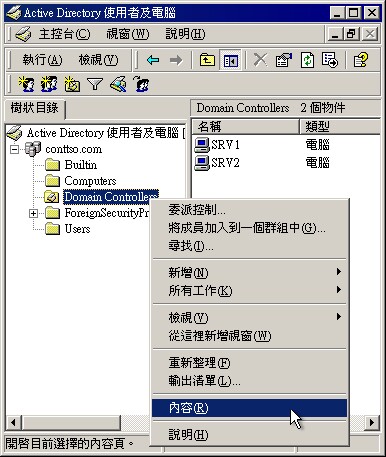 Active Directory 使用者及電腦
主控台(C) 視窗(W) 說明(H)
執行(A) 檢視(V)
樹狀目錄
Active Directory 使用者及電腦 [
conttso.com
Builtin
Computers
Domain Controllers
ForeignSecurityPr
Users
Domain Controllers 2 個物件
名稱 類型
SRV1 電腦
SRV2 電腦
委派控制...
將成員加入到一個群組中(G)...
尋找(I)...
新增(N)
所有工作(K)
檢視(V)
從這裡新增視窗(W)
重新整理(F)
輸出清單(L)...
內容(R)
說明(H)
開啓目前選擇的內容頁。